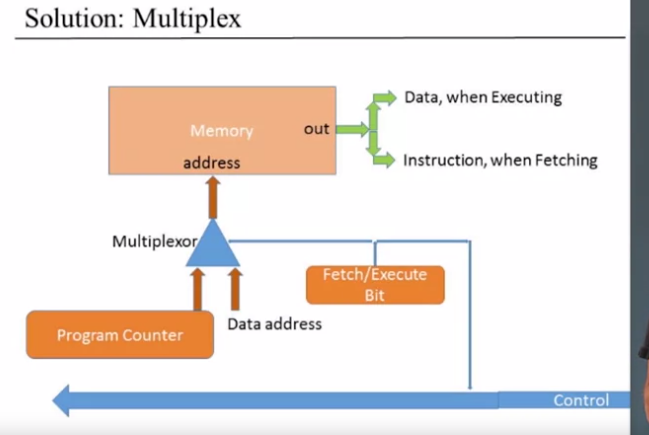 Solution: Multiplex
Data, when Executing
Memory
out
address
Instruction, when Fetching
Multiplexor
Fetch/Execute
Bit
Program Counter
Data address
Control